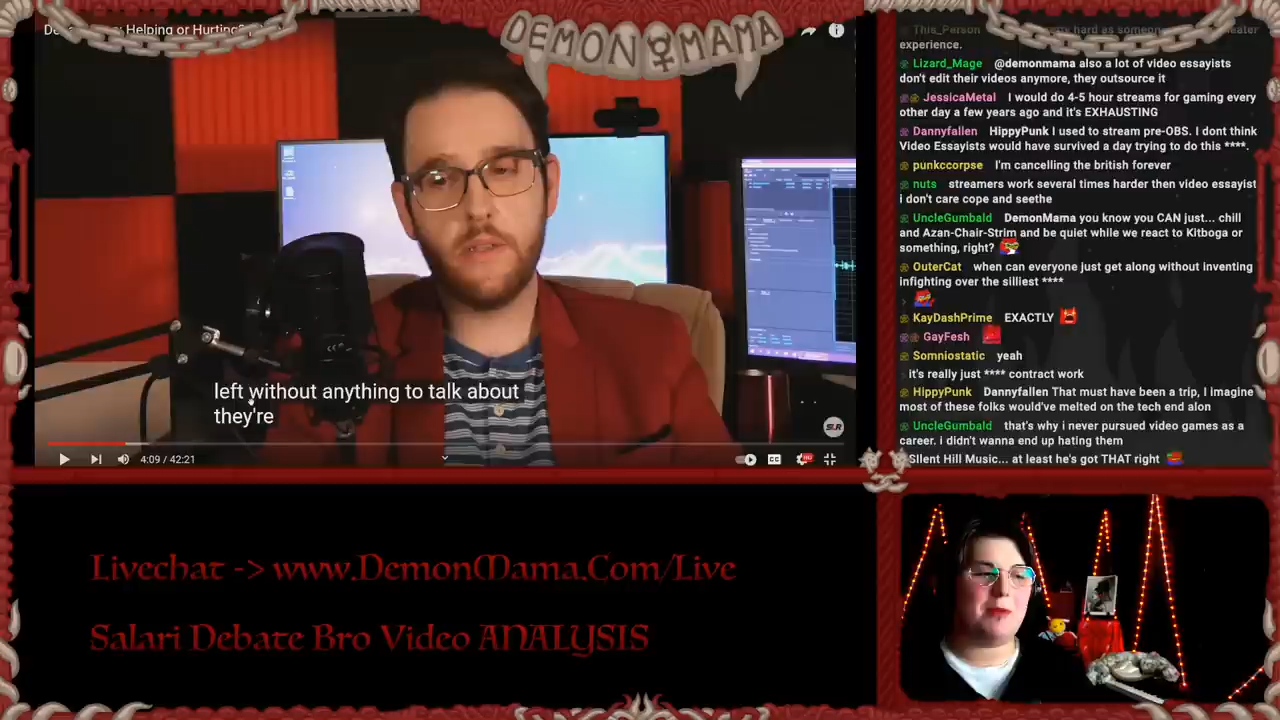 Helping or Hurting?
DEMON MAMA
left without anything to talk about
they're
SLR
4:09 / 42:21
CC
This_Person
hard as someone
experience.
Lizard_Mage @demonmama also a lot of video essayists
don't edit their videos anymore, they outsource it
JessicaMetal I would do 4-5 hour streams for gaming every
other day a few years ago and it's EXHAUSTING
Dannyfallen HippyPunk I used to stream pre-OBS. I dont think
Video Essayists would have survived a day trying to do this ****.
punkccorpse I'm cancelling the british forever
nuts streamers work several times harder then video essayist
i don't care cope and seethe
UncleGumbald DemonMama you know you CAN just... chill
and Azan-Chair-Strim and be quiet while we react to kitboga or
something, right?
OuterCat when can everyone just get along without inventing
infighting over the silliest ****
KayDashPrime EXACTLY
GayFesh
Somniostatic yeah
it's really just **** contract work
HippyPunk Dannyfallen That must have been a trip, I imagine
most of these folks would've melted on the tech end alon
UncleGumbald that's why i never pursued video games as a
career. i didn't wanna end up hating them
SIlent Hill Music... at least he's got THAT right
Livechat -> www.DemonMama.Com/Live
Salari Debate Bro Video ANALYSIS